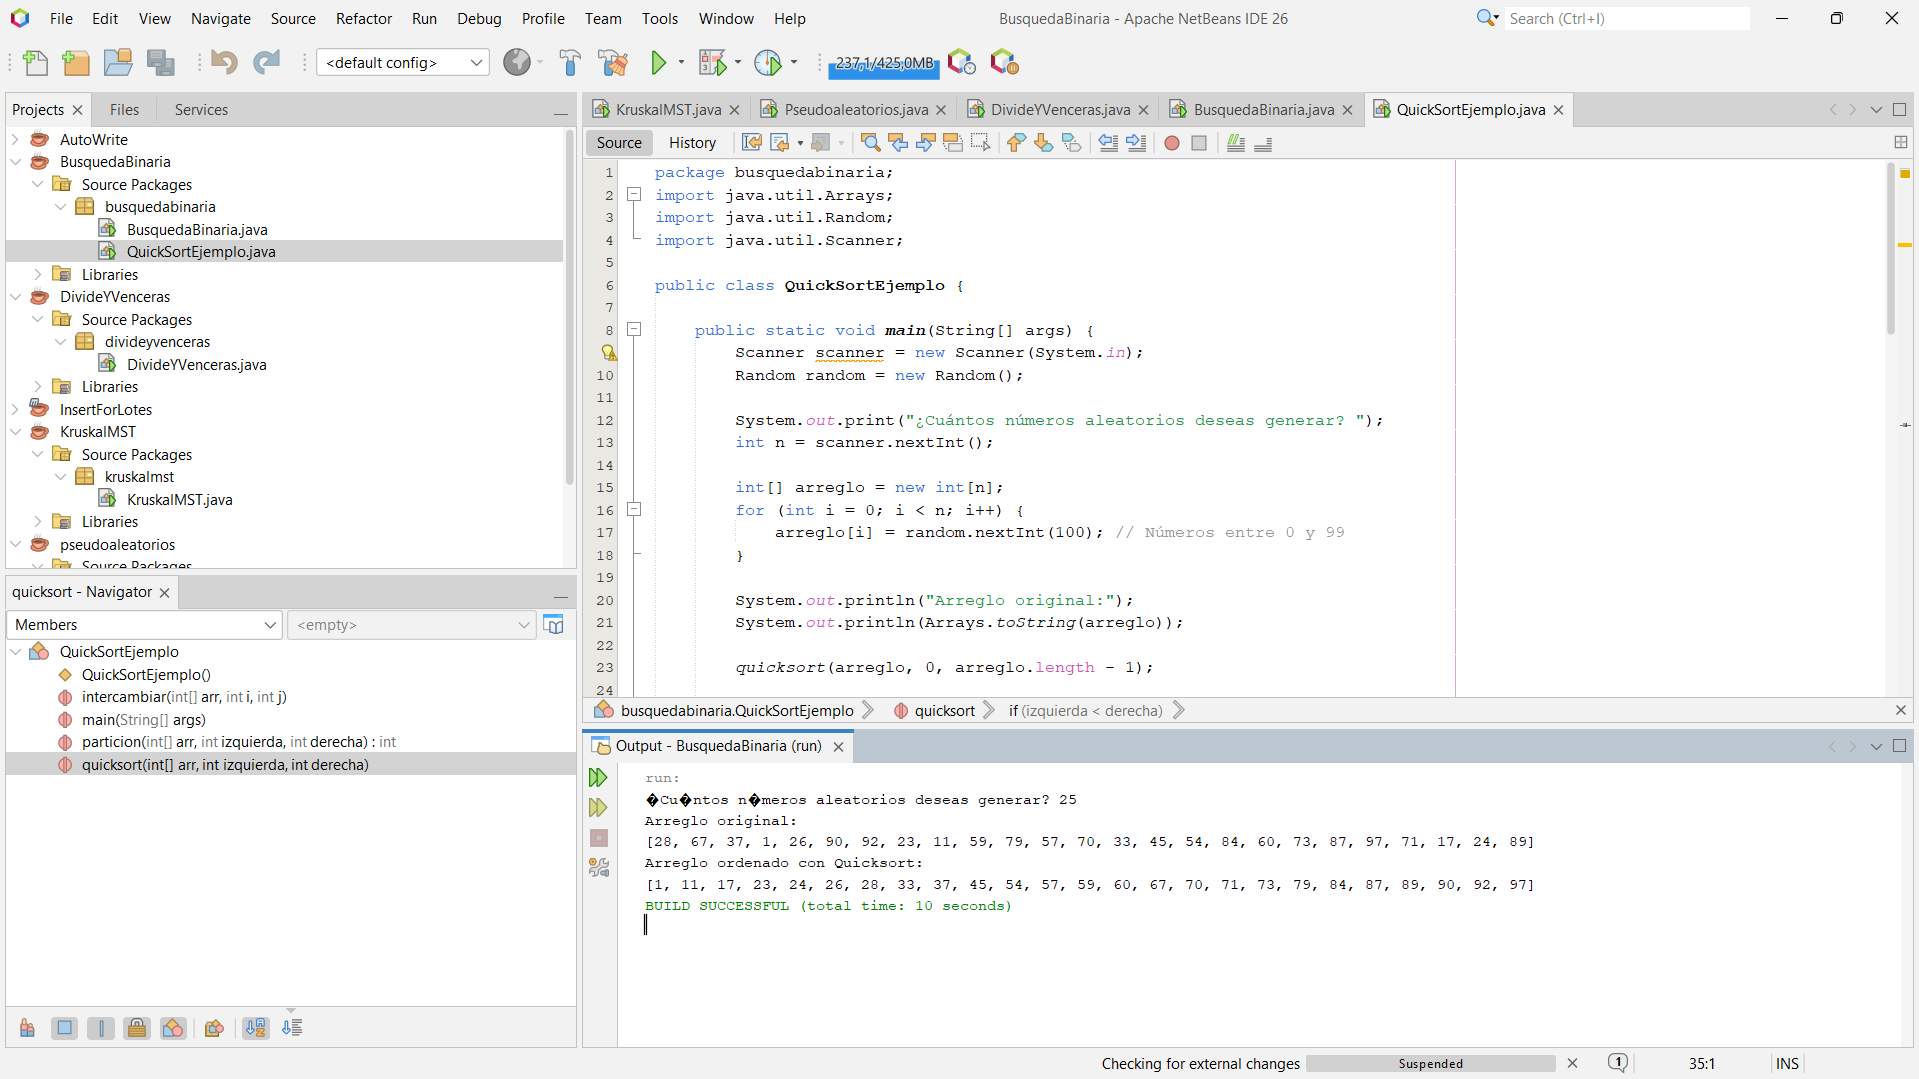 File Edit View Navigate Source Refactor Run Debug Profile Team Tools Window Help
BusquedaBinaria - Apache NetBeans IDE 26
Search (Ctrl+I)
<default config>
237,1/425,0MB
Projects
Files
Services
AutoWrite
BusquedaBinaria
Source Packages
busquedabinaria
BusquedaBinaria.java
QuickSortEjemplo.java
Libraries
DivideYVenceras
Source Packages
divideyvenceras
DivideYVenceras.java
Libraries
InsertForLotes
KruskalMST
Source Packages
kruskalmst
KruskalMST.java
Libraries
pseudoaleatorios
Source Packages
quicksort - Navigator
Members
<empty>
QuickSortEjemplo
QuickSortEjemplo()
intercambiar(int[] arr, int i, int j)
main(String[] args)
particion(int[] arr, int izquierda, int derecha) : int
quicksort(int[] arr, int izquierda, int derecha)
KruskalMST.java
Pseudoaleatorios.java
DivideYVenceras.java
BusquedaBinaria.java
QuickSortEjemplo.java
Source
History
1 package busquedabinaria;
2 import java.util.Arrays;
3 import java.util.Random;
4 import java.util.Scanner;
5
6 public class QuickSortEjemplo {
7
8 public static void main(String[] args) {
Scanner scanner = new Scanner(System.in);
10 Random random = new Random();
11
12 System.out.print("¿Cuántos números aleatorios deseas generar? ");
13 int n = scanner.nextInt();
14
15 int[] arreglo = new int[n];
16 for (int i = 0; i < n; i++) {
17 arreglo[i] = random.nextInt(100); // Números entre 0 y 99
18 }
19
20 System.out.println("Arreglo original:");
21 System.out.println(Arrays.toString(arreglo));
22
23 quicksort(arreglo, 0, arreglo.length - 1);
24
busquedabinaria.QuickSortEjemplo
quicksort
if (izquierda < derecha)
Output - BusquedaBinaria (run)
run:
�Cu�ntos n�meros aleatorios deseas generar? 25
Arreglo original:
[28, 67, 37, 1, 26, 90, 92, 23, 11, 59, 79, 57, 70, 33, 45, 54, 84, 60, 73, 87, 97, 71, 17, 24, 89]
Arreglo ordenado con Quicksort:
[1, 11, 17, 23, 24, 26, 28, 33, 37, 45, 54, 57, 59, 60, 67, 70, 71, 73, 79, 84, 87, 89, 90, 92, 97]
BUILD SUCCESSFUL (total time: 10 seconds)
Checking for external changes
Suspended
1
35:1
INS